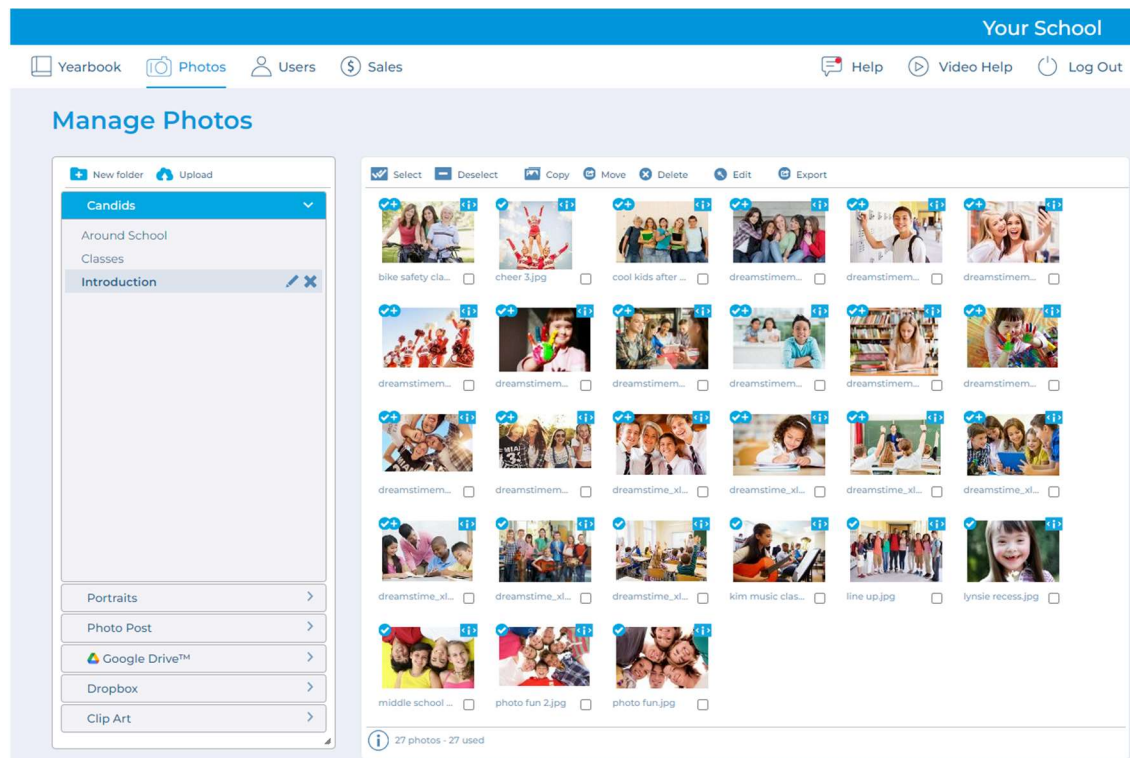 Your School
Yearbook Photos Users Sales Help Video Help Log Out
Manage Photos
New folder Upload
Select Deselect Copy Move Delete Edit Export
Candids
Around School
Classes
Introduction
Portraits
Photo Post
Google Drive™
Dropbox
Clip Art
bike safety cla... cheer 3.jpg cool kids after ... dreamstimem... dreamstimem... dreamstimem...
dreamstimem... dreamstimem... dreamstimem... dreamstimem... dreamstimem... dreamstimem...
dreamstimem... dreamstimem... dreamstime_xl... dreamstime_xl... dreamstime_xl... dreamstime_xl...
dreamstime_xl... dreamstime_xl... dreamstime_xl... kim music clas... line up.jpg lynsie recess.jpg
middle school ... photo fun 2.jpg photo fun.jpg
27 photos - 27 used